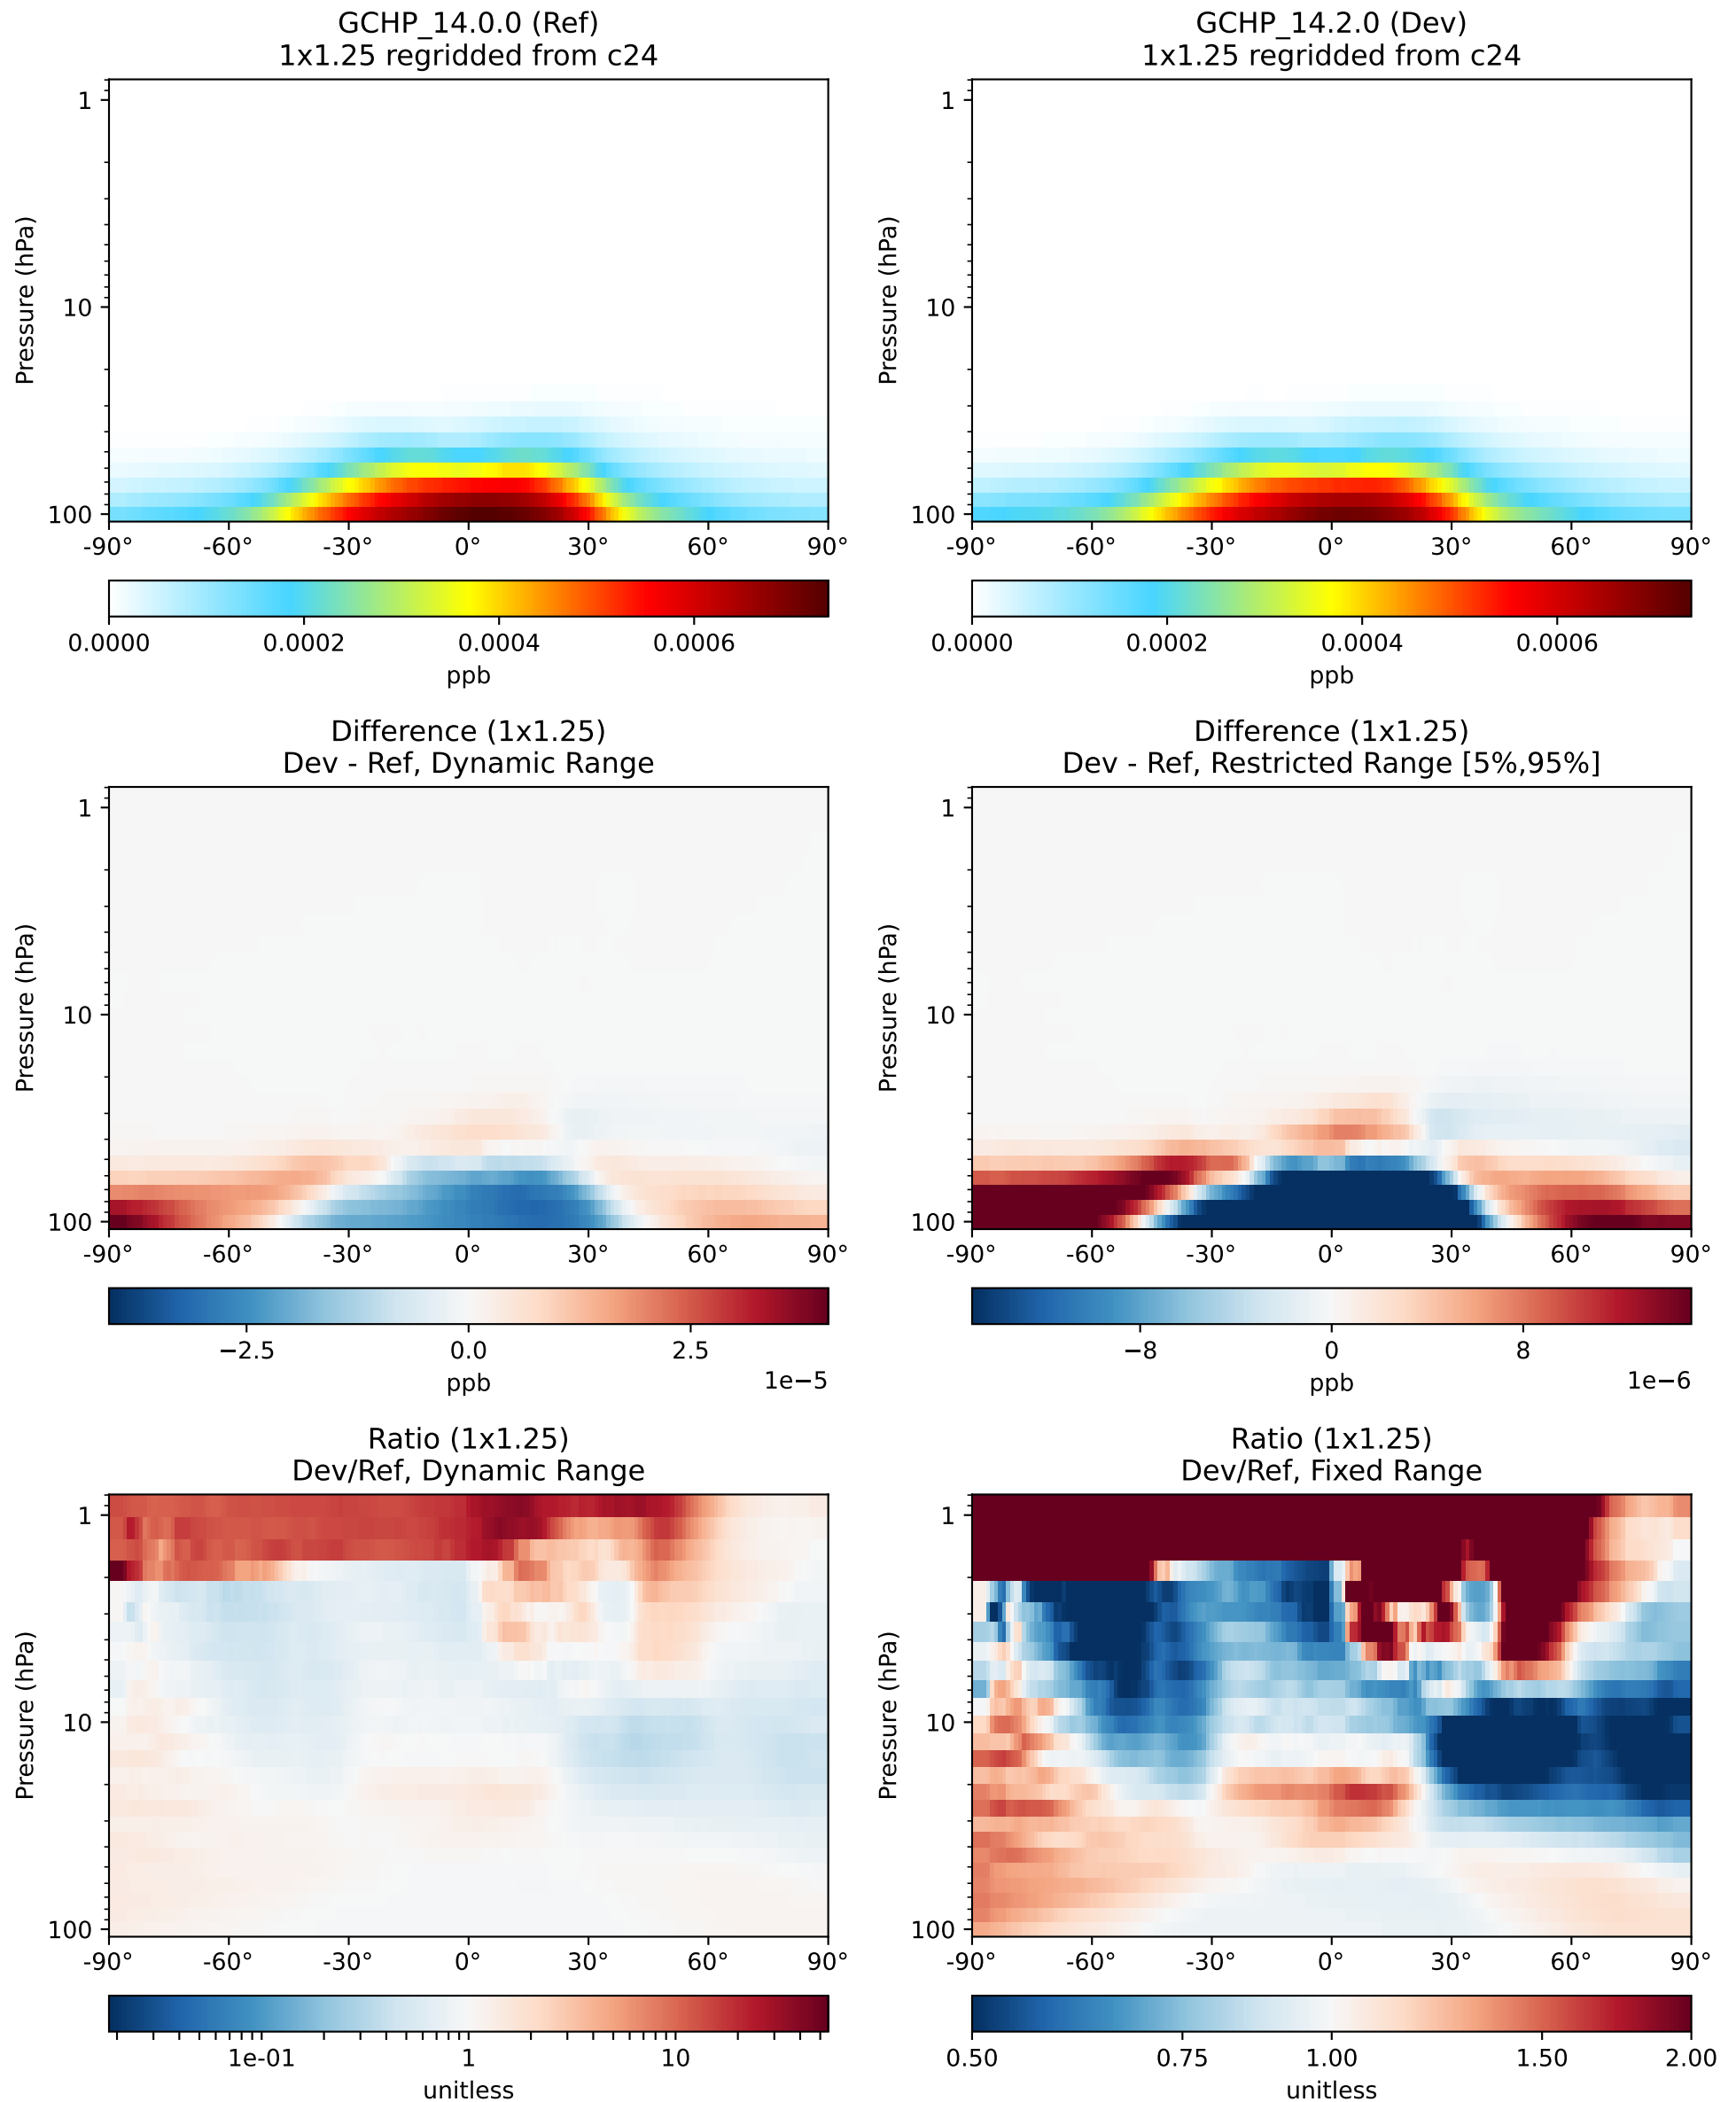 GCHP_14.0.0 (Ref)
1x1.25 regridded from c24
Pressure (hPa)
1
10
100
-90° -60° -30° 0° 30° 60° 90°
0.0000 0.0002 0.0004 0.0006
ppb
GCHP_14.2.0 (Dev)
1x1.25 regridded from c24
Pressure (hPa)
1
10
100
-90° -60° -30° 0° 30° 60° 90°
0.0000 0.0002 0.0004 0.0006
ppb
Difference (1x1.25)
Dev - Ref, Dynamic Range
Pressure (hPa)
1
10
100
-90° -60° -30° 0° 30° 60° 90°
−2.5 0.0 2.5
ppb
1e−5
Difference (1x1.25)
Dev - Ref, Restricted Range [5%,95%]
Pressure (hPa)
1
10
100
-90° -60° -30° 0° 30° 60° 90°
−8 0 8
ppb
1e−6
Ratio (1x1.25)
Dev/Ref, Dynamic Range
Pressure (hPa)
1
10
100
-90° -60° -30° 0° 30° 60° 90°
1e-01 1 10
unitless
Ratio (1x1.25)
Dev/Ref, Fixed Range
Pressure (hPa)
1
10
100
-90° -60° -30° 0° 30° 60° 90°
0.50 0.75 1.00 1.50 2.00
unitless